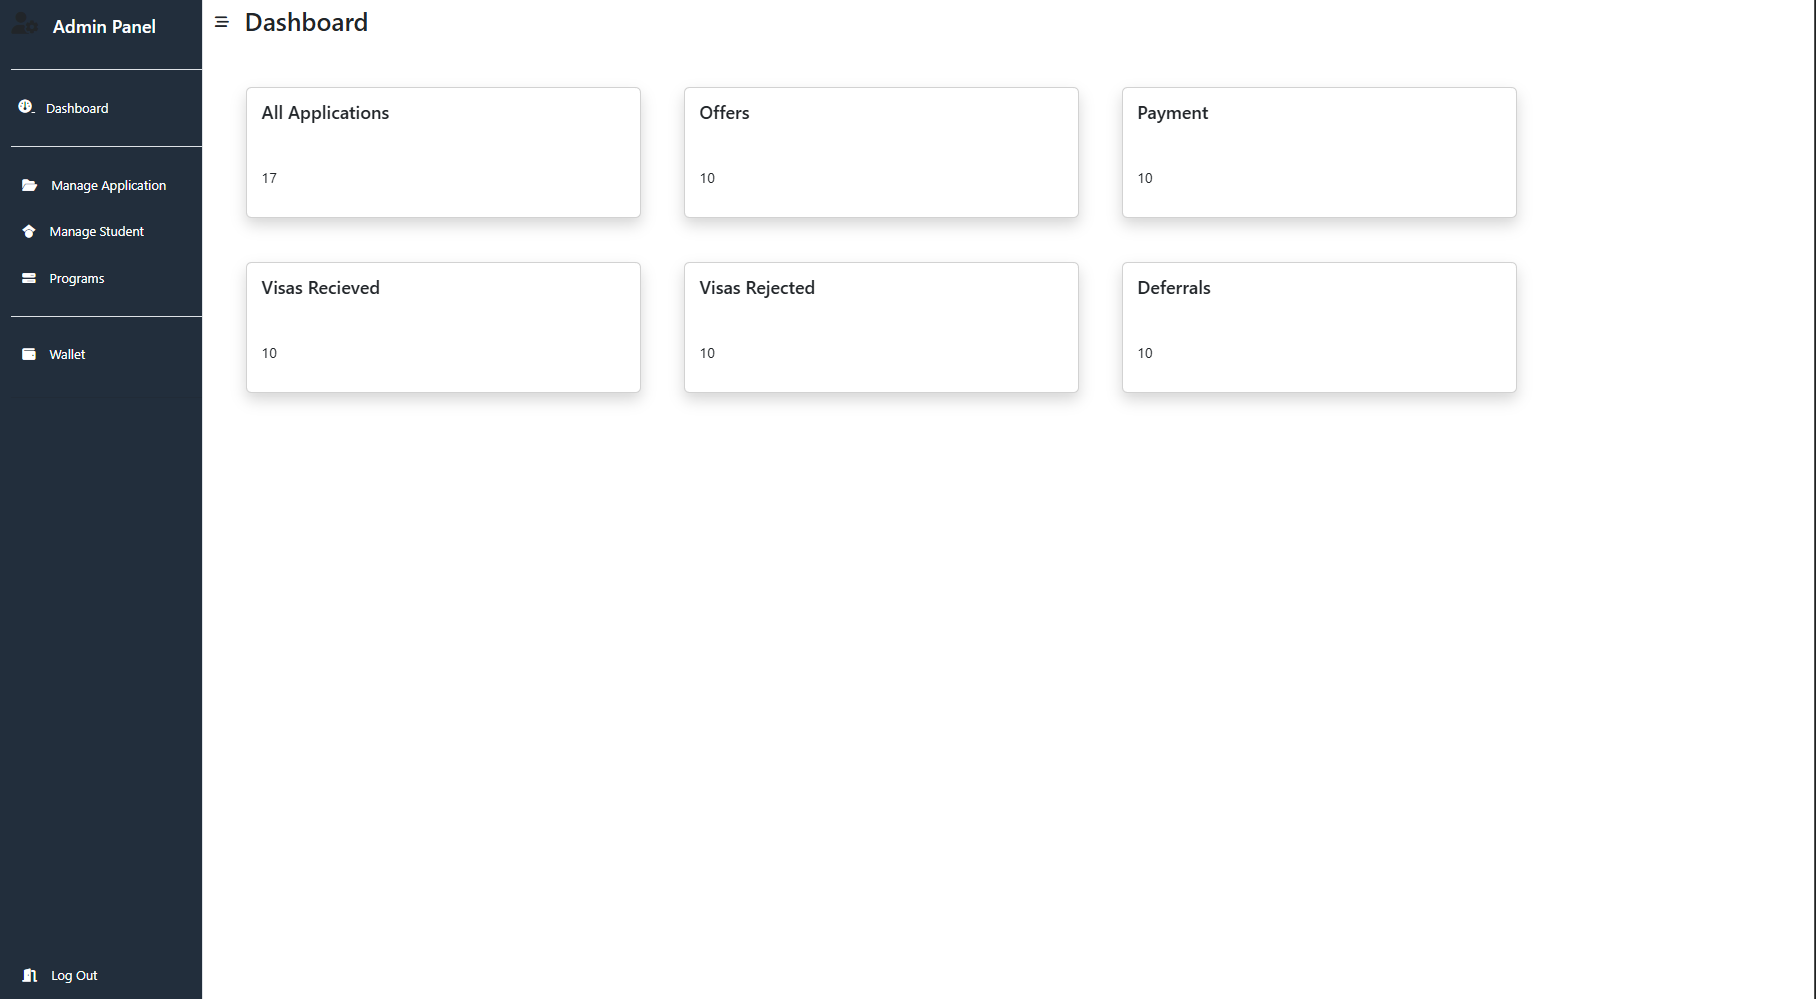 Admin Panel
Dashboard
Manage Application
Manage Student
Programs
Wallet
Log Out
Dashboard
All Applications
17
Offers
10
Payment
10
Visas Recieved
10
Visas Rejected
10
Deferrals
10